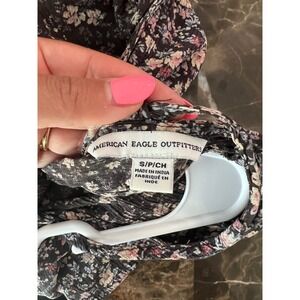 AMERICAN EAGLE OUTFITTERS
S/P/CH
MADE IN INDIA
FABRIQUÉ EN
INDE